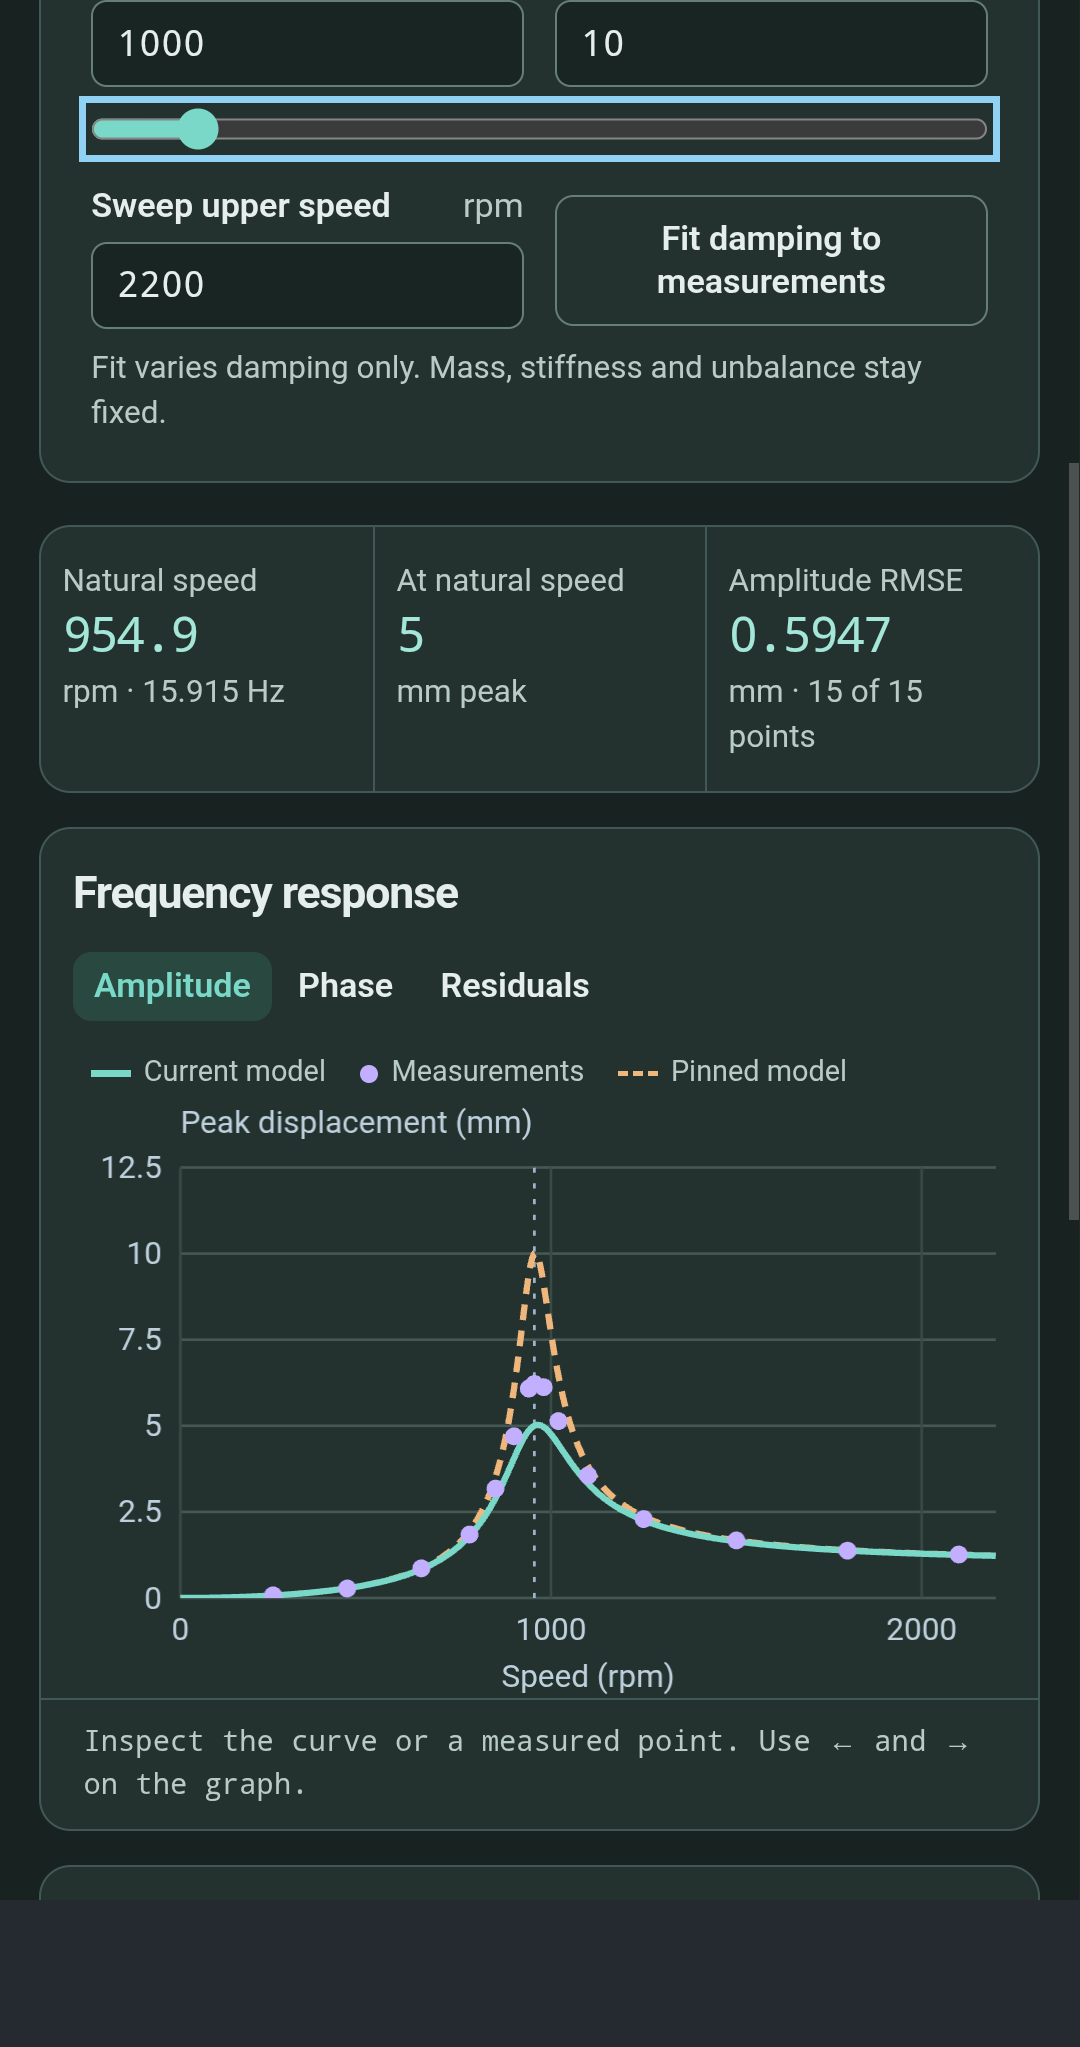 1000
10
Sweep upper speed
rpm
2200
Fit damping to
measurements
Fit varies damping only. Mass, stiffness and unbalance stay
fixed.
Natural speed
954.9
rpm · 15.915 Hz
At natural speed
5
mm peak
Amplitude RMSE
0.5947
mm · 15 of 15
points
Frequency response
Amplitude
Phase
Residuals
Current model
Measurements
Pinned model
Peak displacement (mm)
12.5
10
7.5
5
2.5
0
0
1000
2000
Speed (rpm)
Inspect the curve or a measured point. Use ← and →
on the graph.